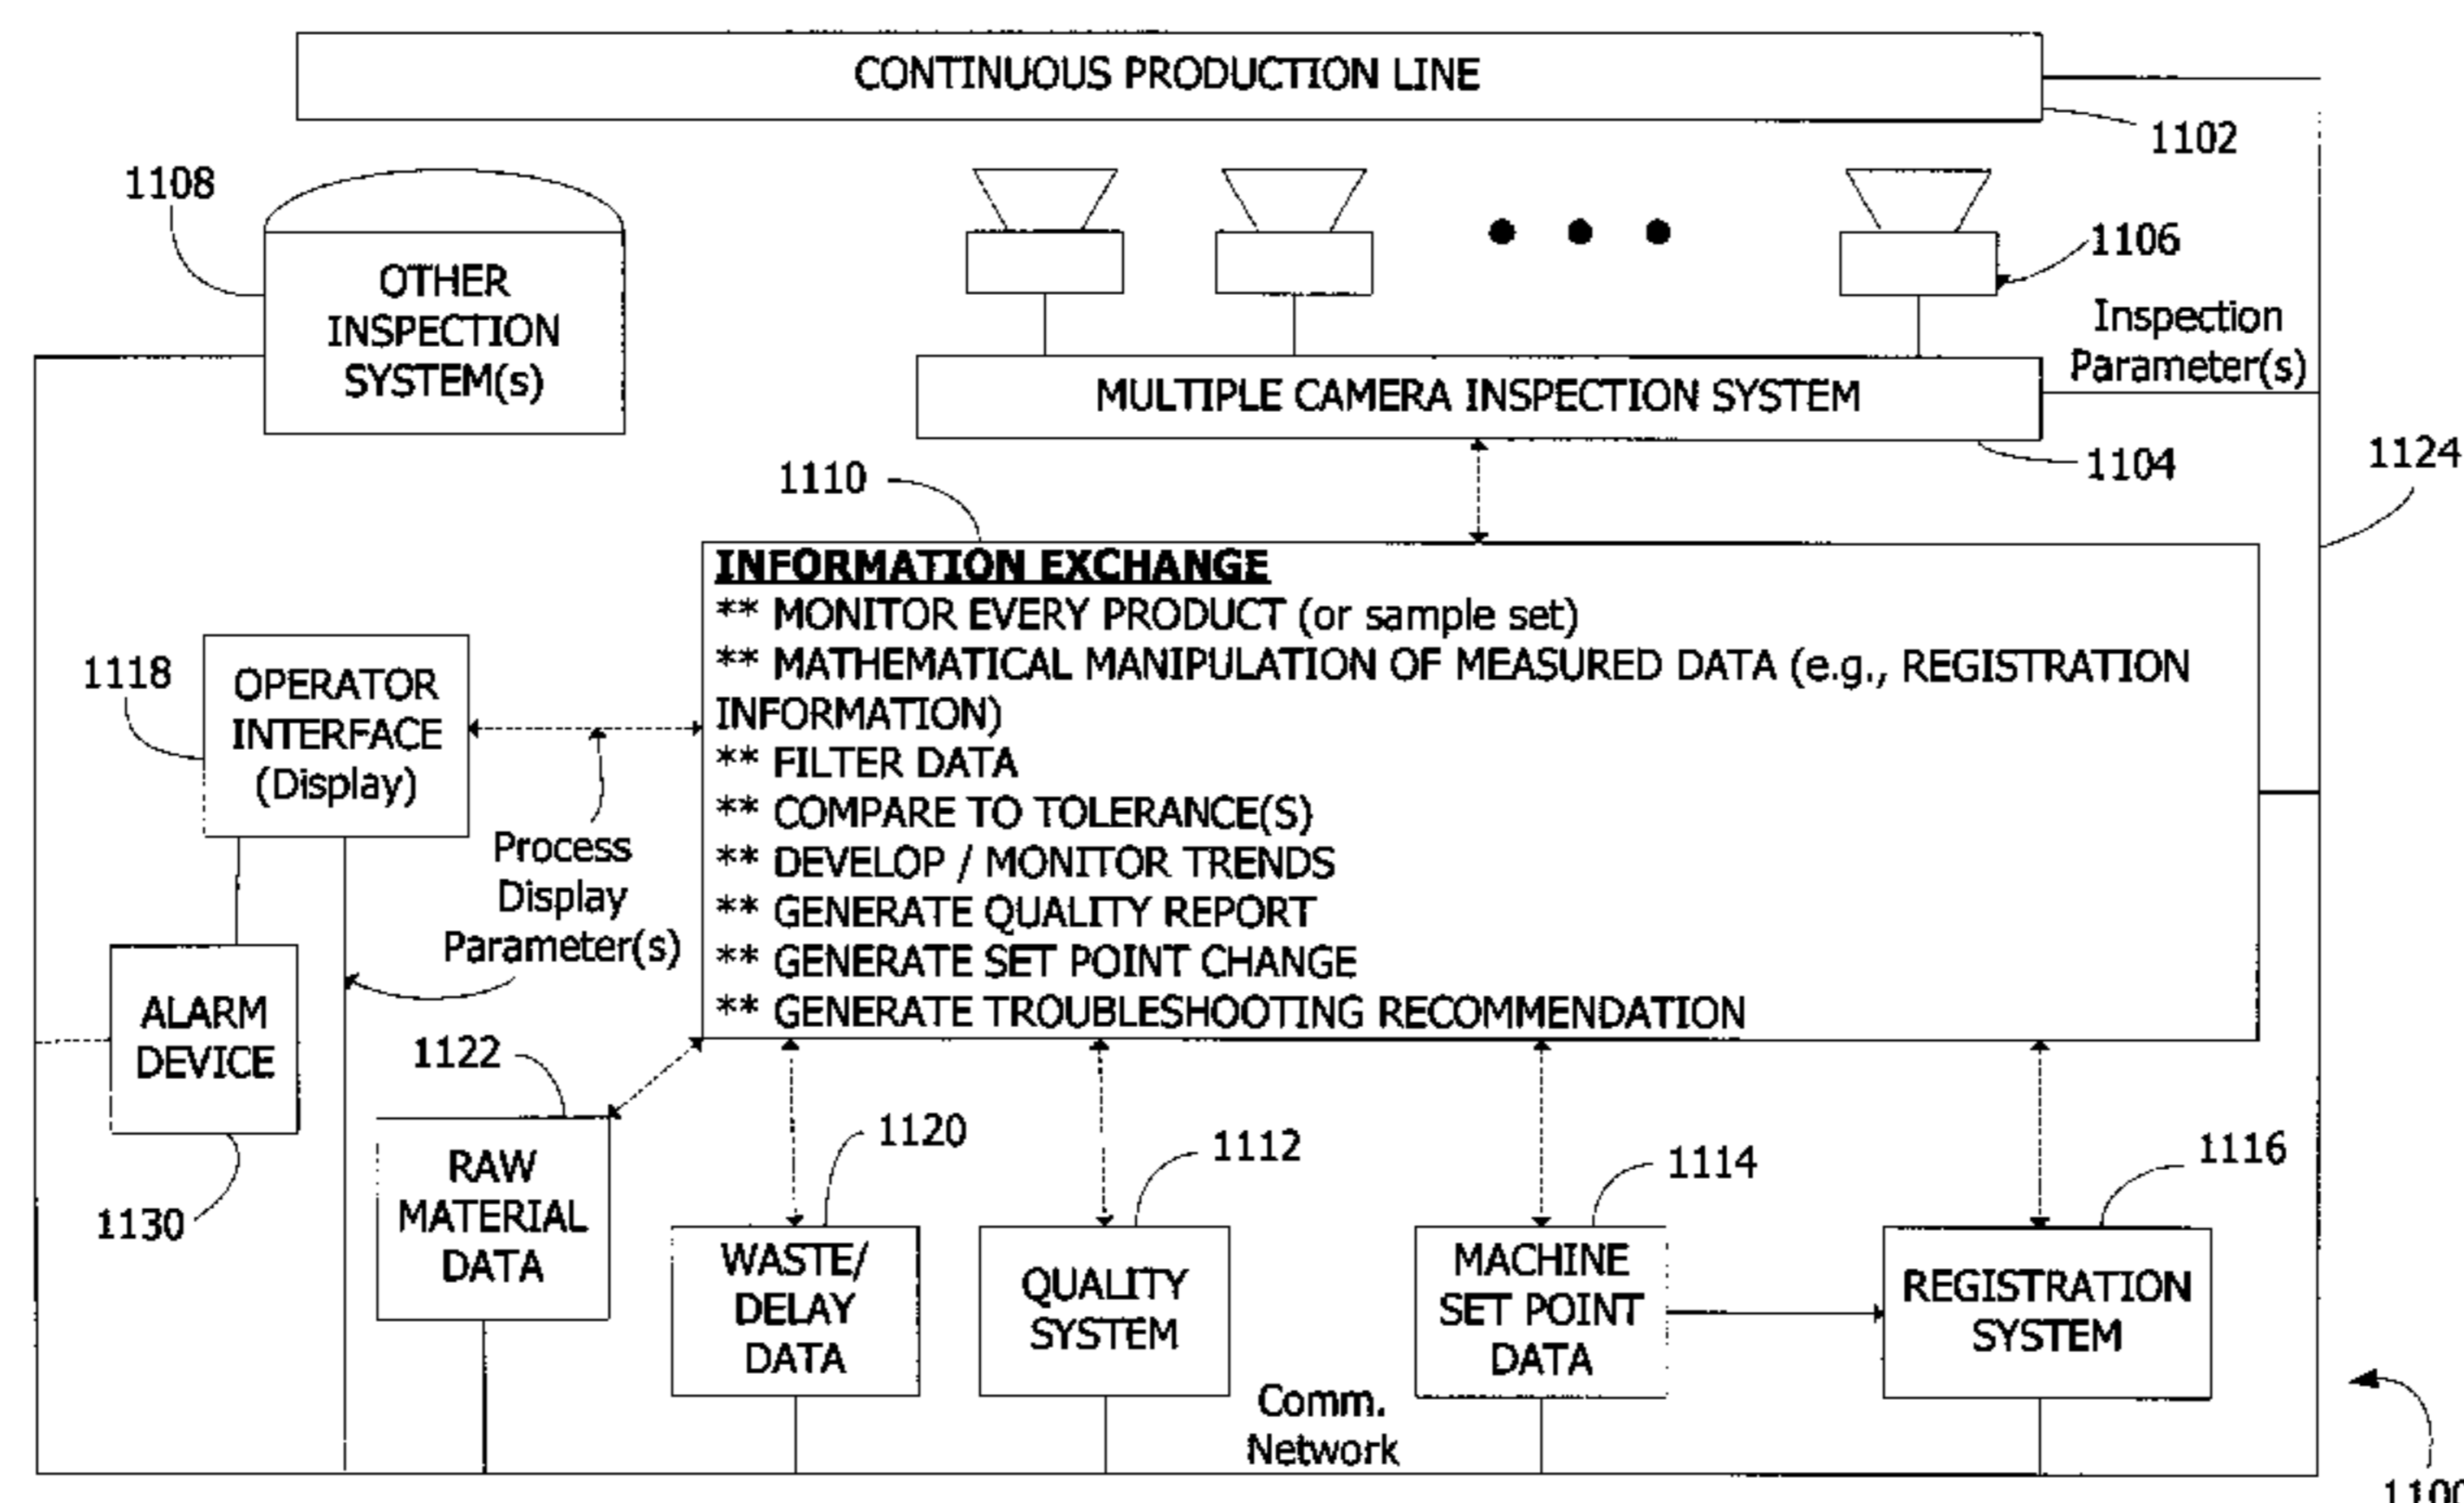 CONTINUOUS PRODUCTION LINE
1102
1108
OTHER
INSPECTION
SYSTEM(s)
1106
Inspection
Parameter(s)
MULTIPLE CAMERA INSPECTION SYSTEM
1104
1124
1110
INFORMATION EXCHANGE
** MONITOR EVERY PRODUCT (or sample set)
** MATHEMATICAL MANIPULATION OF MEASURED DATA (e.g., REGISTRATION
INFORMATION)
** FILTER DATA
** COMPARE TO TOLERANCE(S)
** DEVELOP / MONITOR TRENDS
** GENERATE QUALITY REPORT
** GENERATE SET POINT CHANGE
** GENERATE TROUBLESHOOTING RECOMMENDATION
1118
OPERATOR
INTERFACE
(Display)
Process
Display
Parameter(s)
ALARM
DEVICE
1130
1122
RAW
MATERIAL
DATA
1120
WASTE/
DELAY
DATA
1112
QUALITY
SYSTEM
1114
MACHINE
SET POINT
DATA
1116
REGISTRATION
SYSTEM
Comm.
Network
1100